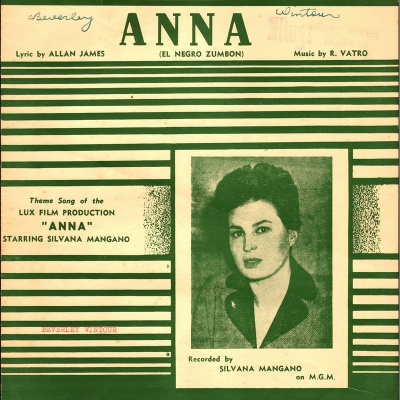 Beverley Wintour
ANNA
Lyric by ALLAN JAMES (EL NEGRO ZUMBON) Music by R. VATRO
Theme Song of the
LUX FILM PRODUCTION
"ANNA"
STARRING SILVANA MANGANO
BEVERLEY WINTOUR
Recorded by
SILVANA MANGANO
on M.G.M.